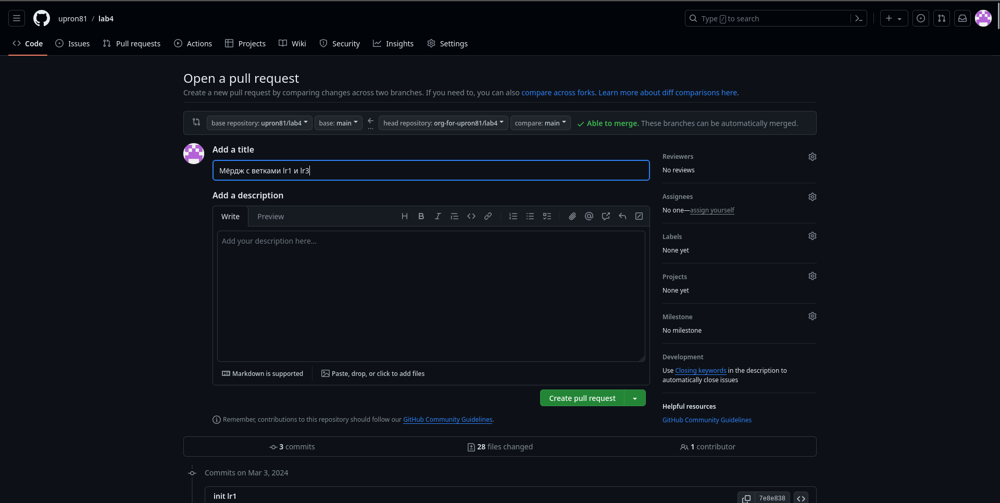 upron81 / lab4
Type / to search
Code Issues Pull requests Actions Projects Wiki Security Insights Settings
Open a pull request
Create a new pull request by comparing changes across two branches. If you need to, you can also compare across forks. Learn more about diff comparisons here.
base repository: upron81/lab4 base: main ... head repository: org-for-upron81/lab4 compare: main Able to merge. These branches can be automatically merged.
Add a title
Мёрдж с ветками lr1 и lr3
Add a description
Write Preview
Add your description here...
Markdown is supported Paste, drop, or click to add files
Create pull request
Remember, contributions to this repository should follow our GitHub Community Guidelines.
Reviewers
No reviews
Assignees
No one—assign yourself
Labels
None yet
Projects
None yet
Milestone
No milestone
Development
Use Closing keywords in the description to
automatically close issues
Helpful resources
GitHub Community Guidelines
3 commits 28 files changed 1 contributor
Commits on Mar 3, 2024
init lr1 7e8e838